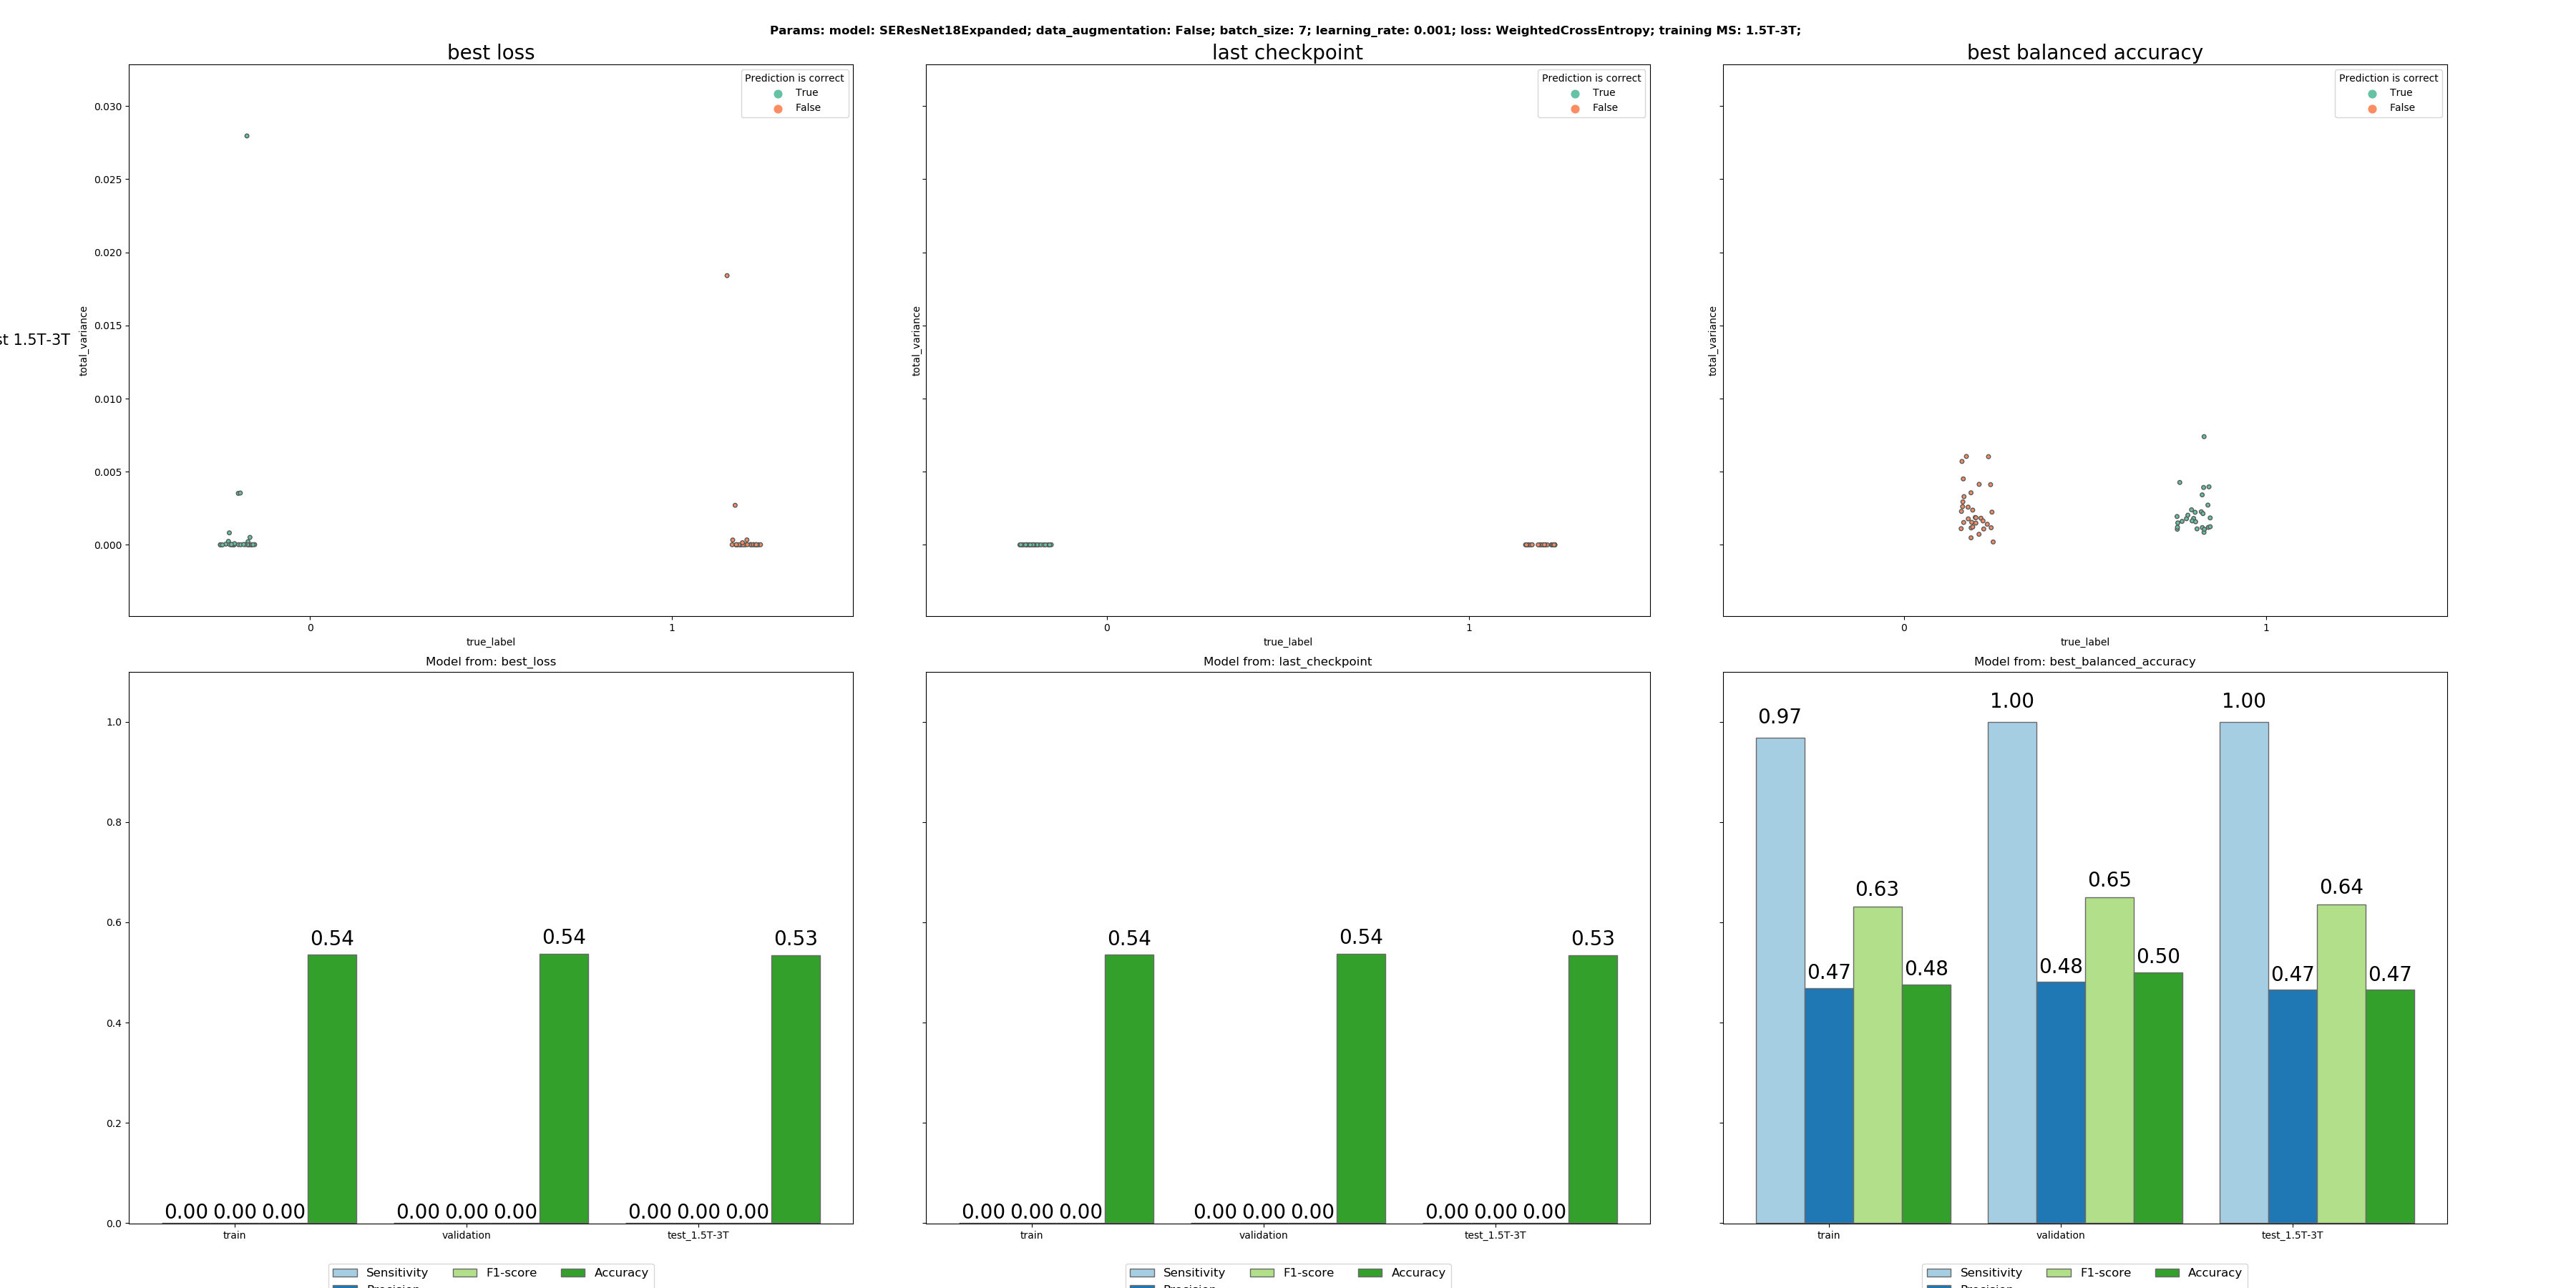 Params: model: SEResNet18Expanded; data_augmentation: False; batch_size: 7; learning_rate: 0.001; loss: WeightedCrossEntropy; training MS: 1.5T-3T;
best loss
last checkpoint
best balanced accuracy
Prediction is correct
True
False
Prediction is correct
True
False
Prediction is correct
True
False
0.030
0.025
0.020
0.015
0.010
0.005
0.000
1.5T-3T
total_variance
total_variance
total_variance
0 1
0 1
0 1
true_label
true_label
true_label
Model from: best_loss
Model from: last_checkpoint
Model from: best_balanced_accuracy
1.0
0.8
0.6
0.4
0.2
0.0
0.00 0.00 0.00 0.54
0.00 0.00 0.00 0.54
0.00 0.00 0.00 0.53
train validation test_1.5T-3T
0.00 0.00 0.00 0.54
0.00 0.00 0.00 0.54
0.00 0.00 0.00 0.53
train validation test_1.5T-3T
0.97 0.47 0.63 0.48
1.00 0.48 0.65 0.50
1.00 0.47 0.64 0.47
train validation test_1.5T-3T
Sensitivity F1-score Accuracy
Sensitivity F1-score Accuracy
Sensitivity F1-score Accuracy